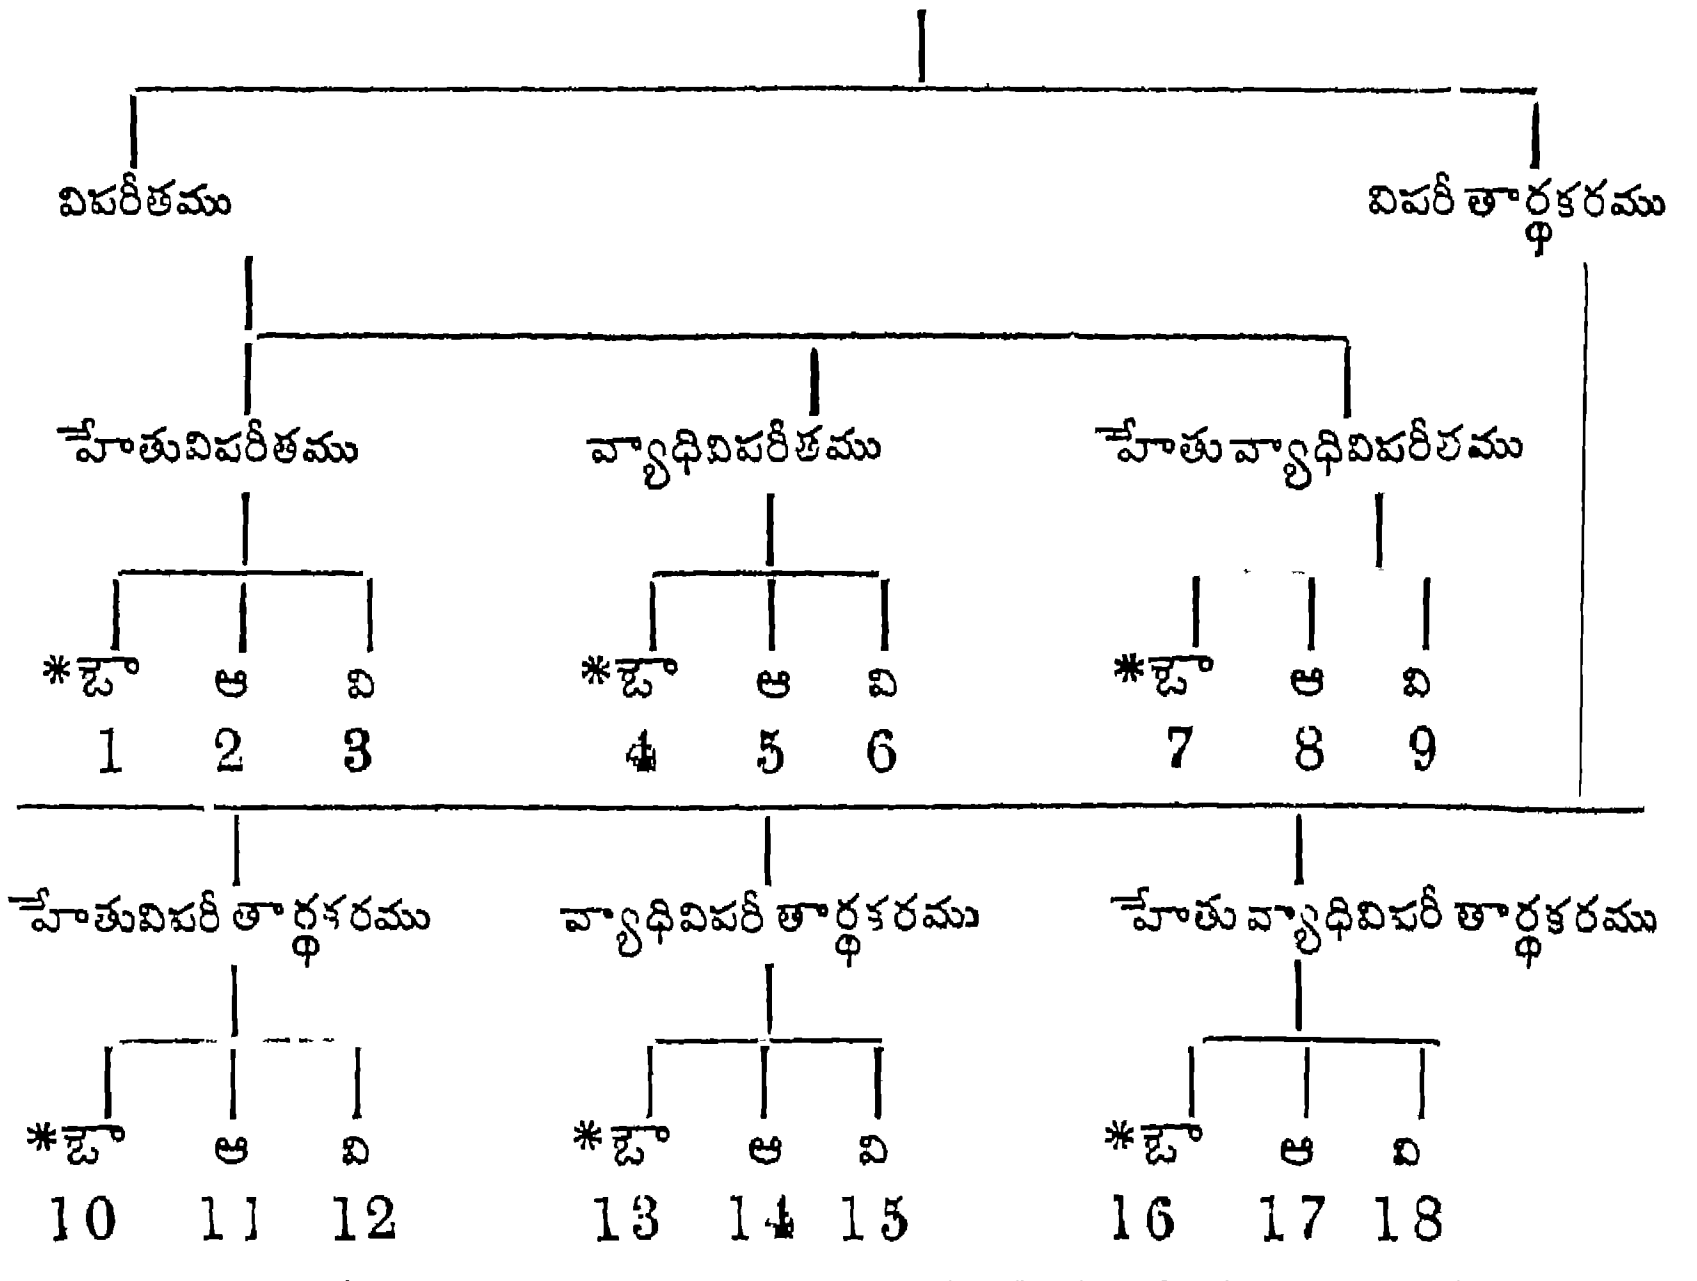 విపరీతము విపరీతార్థకరము
హేతువిపరీతము వ్యాధివిపరీతము హేతువ్యాధివిపరీతము
*ఔ ఆ వి *ఔ ఆ వి *ఔ ఆ వి
1 2 3 4 5 6 7 8 9
హేతువిపరీతార్థకరము వ్యాధివిపరీతార్థకరము హేతువ్యాధివిపరీతార్థకరము
*ఔ ఆ వి *ఔ ఆ వి *ఔ ఆ వి
10 11 12 13 14 15 16 17 18